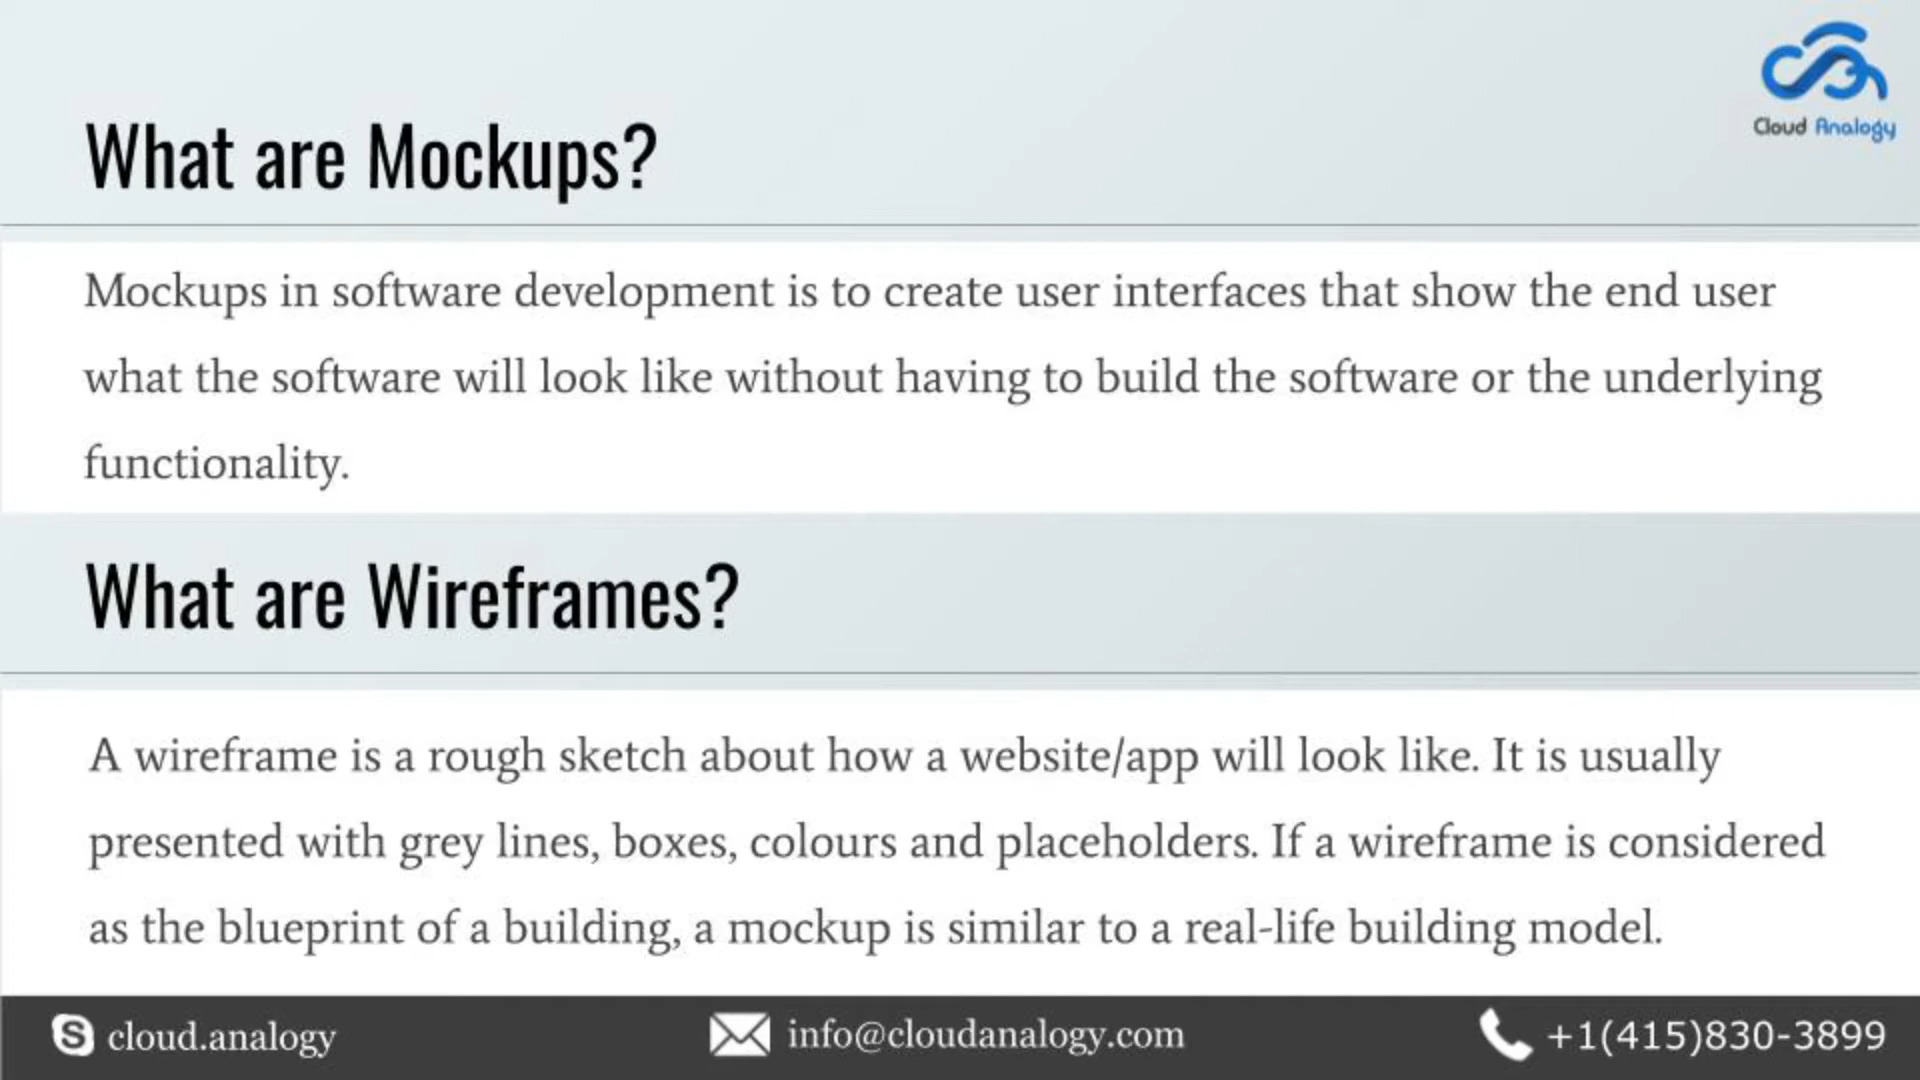 Cloud Analogy
What are Mockups?
Mockups in software development is to create user interfaces that show the end user
what the software will look like without having to build the software or the underlying
functionality.
What are Wireframes?
A wireframe is a rough sketch about how a website/app will look like. It is usually
presented with grey lines, boxes, colours and placeholders. If a wireframe is considered
as the blueprint of a building, a mockup is similar to a real-life building model.
cloud.analogy
info@cloudanalogy.com
+1(415)830-3899